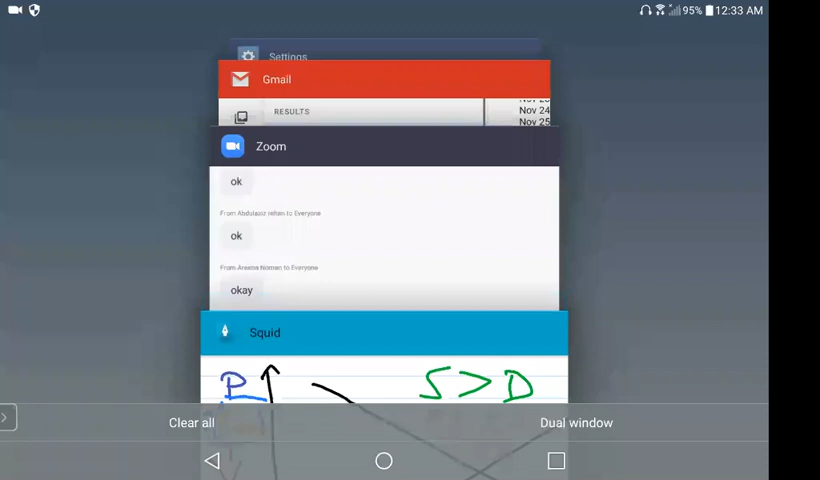 95% 12:33 AM
Settings
Gmail
RESULTS
Nov 24
Nov 25
Zoom
ok
From Abdulaziz rehan to Everyone
ok
From Areeba Noman to Everyone
okay
Squid
P
S > D
Clear all
Dual window